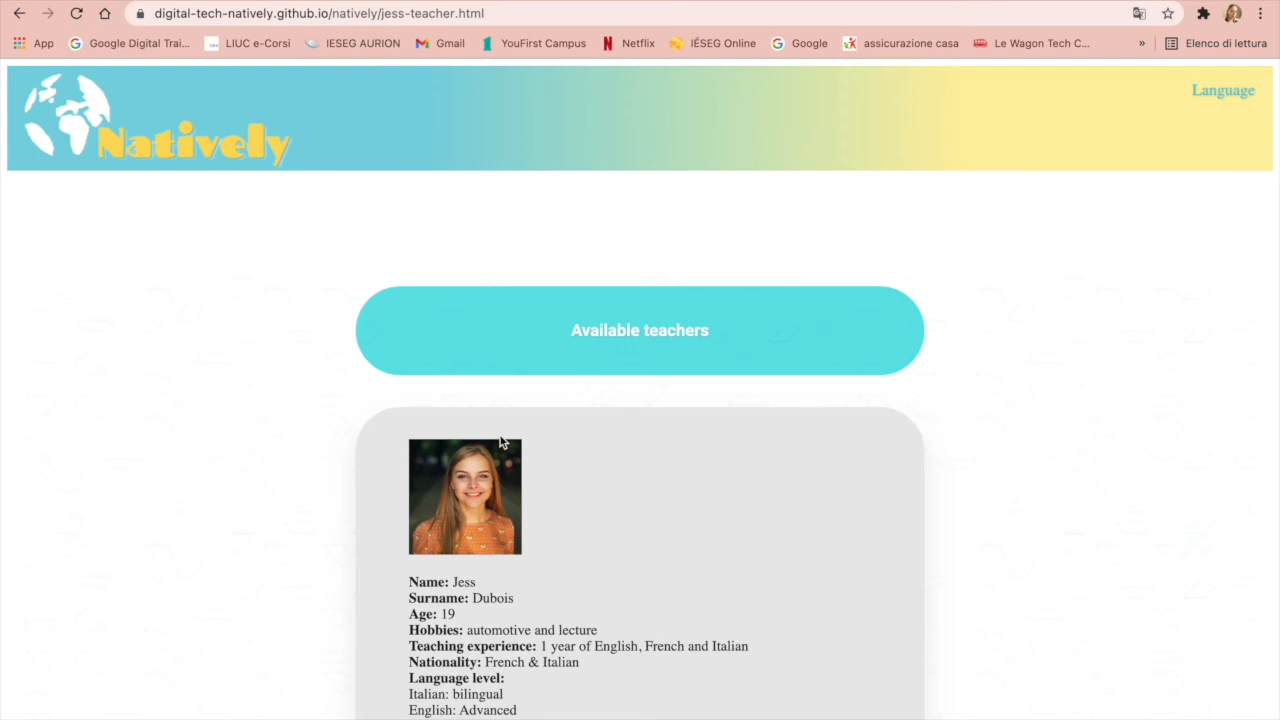 digital-tech-natively.github.io/natively/jess-teacher.html
App Google Digital Trai... LIUC e-Corsi IESEG AURION Gmail YouFirst Campus Netflix IÉSEG Online Google assicurazione casa Le Wagon Tech C... » Elenco di lettura
Language
Natively
Available teachers
Name: Jess
Surname: Dubois
Age: 19
Hobbies: automotive and lecture
Teaching experience: 1 year of English, French and Italian
Nationality: French & Italian
Language level:
Italian: bilingual
English: Advanced